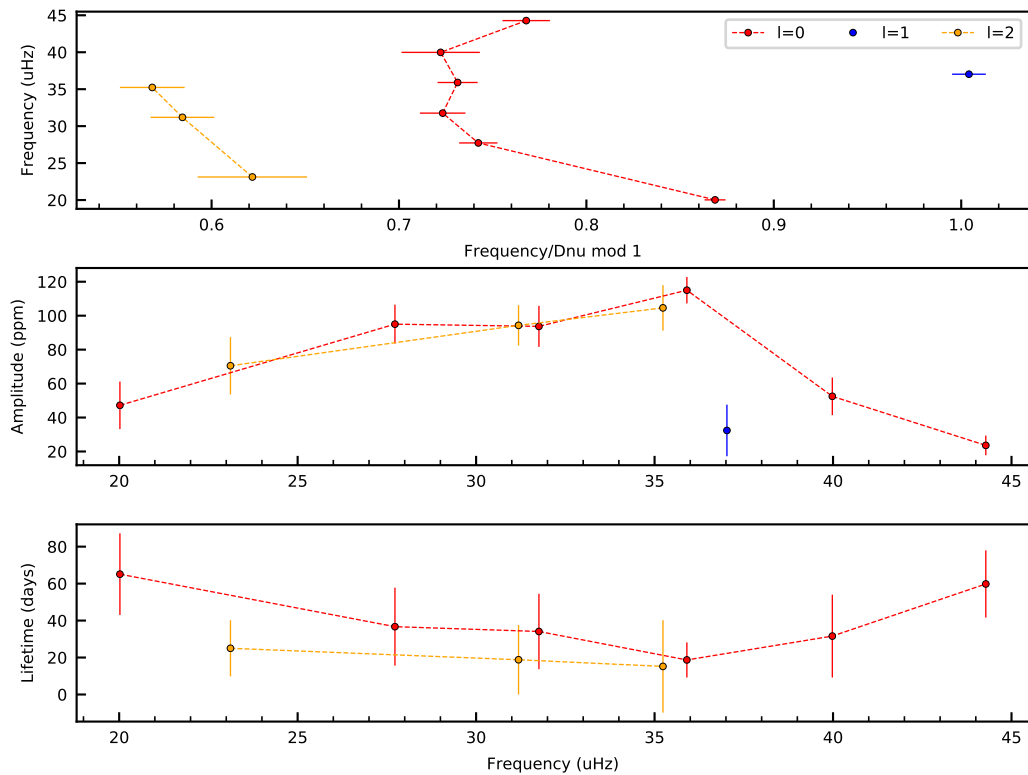 45
40
35
30
25
20
Frequency (uHz)
l=0 l=1 l=2
0.6 0.7 0.8 0.9 1.0
Frequency/Dnu mod 1
120
100
80
60
40
20
Amplitude (ppm)
20 25 30 35 40 45
80
60
40
20
0
Lifetime (days)
20 25 30 35 40 45
Frequency (uHz)